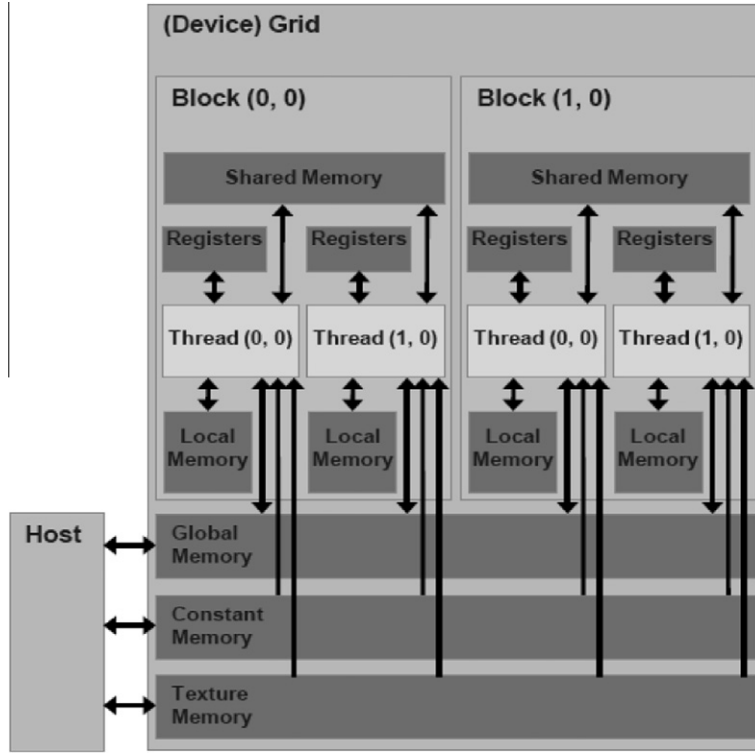 (Device) Grid
Block (0, 0)
Block (1, 0)
Shared Memory
Shared Memory
Registers
Registers
Registers
Registers
Thread (0, 0)
Thread (1, 0)
Thread (0, 0)
Thread (1, 0)
Local
Memory
Local
Memory
Local
Memory
Local
Memory
Host
Global
Memory
Constant
Memory
Texture
Memory